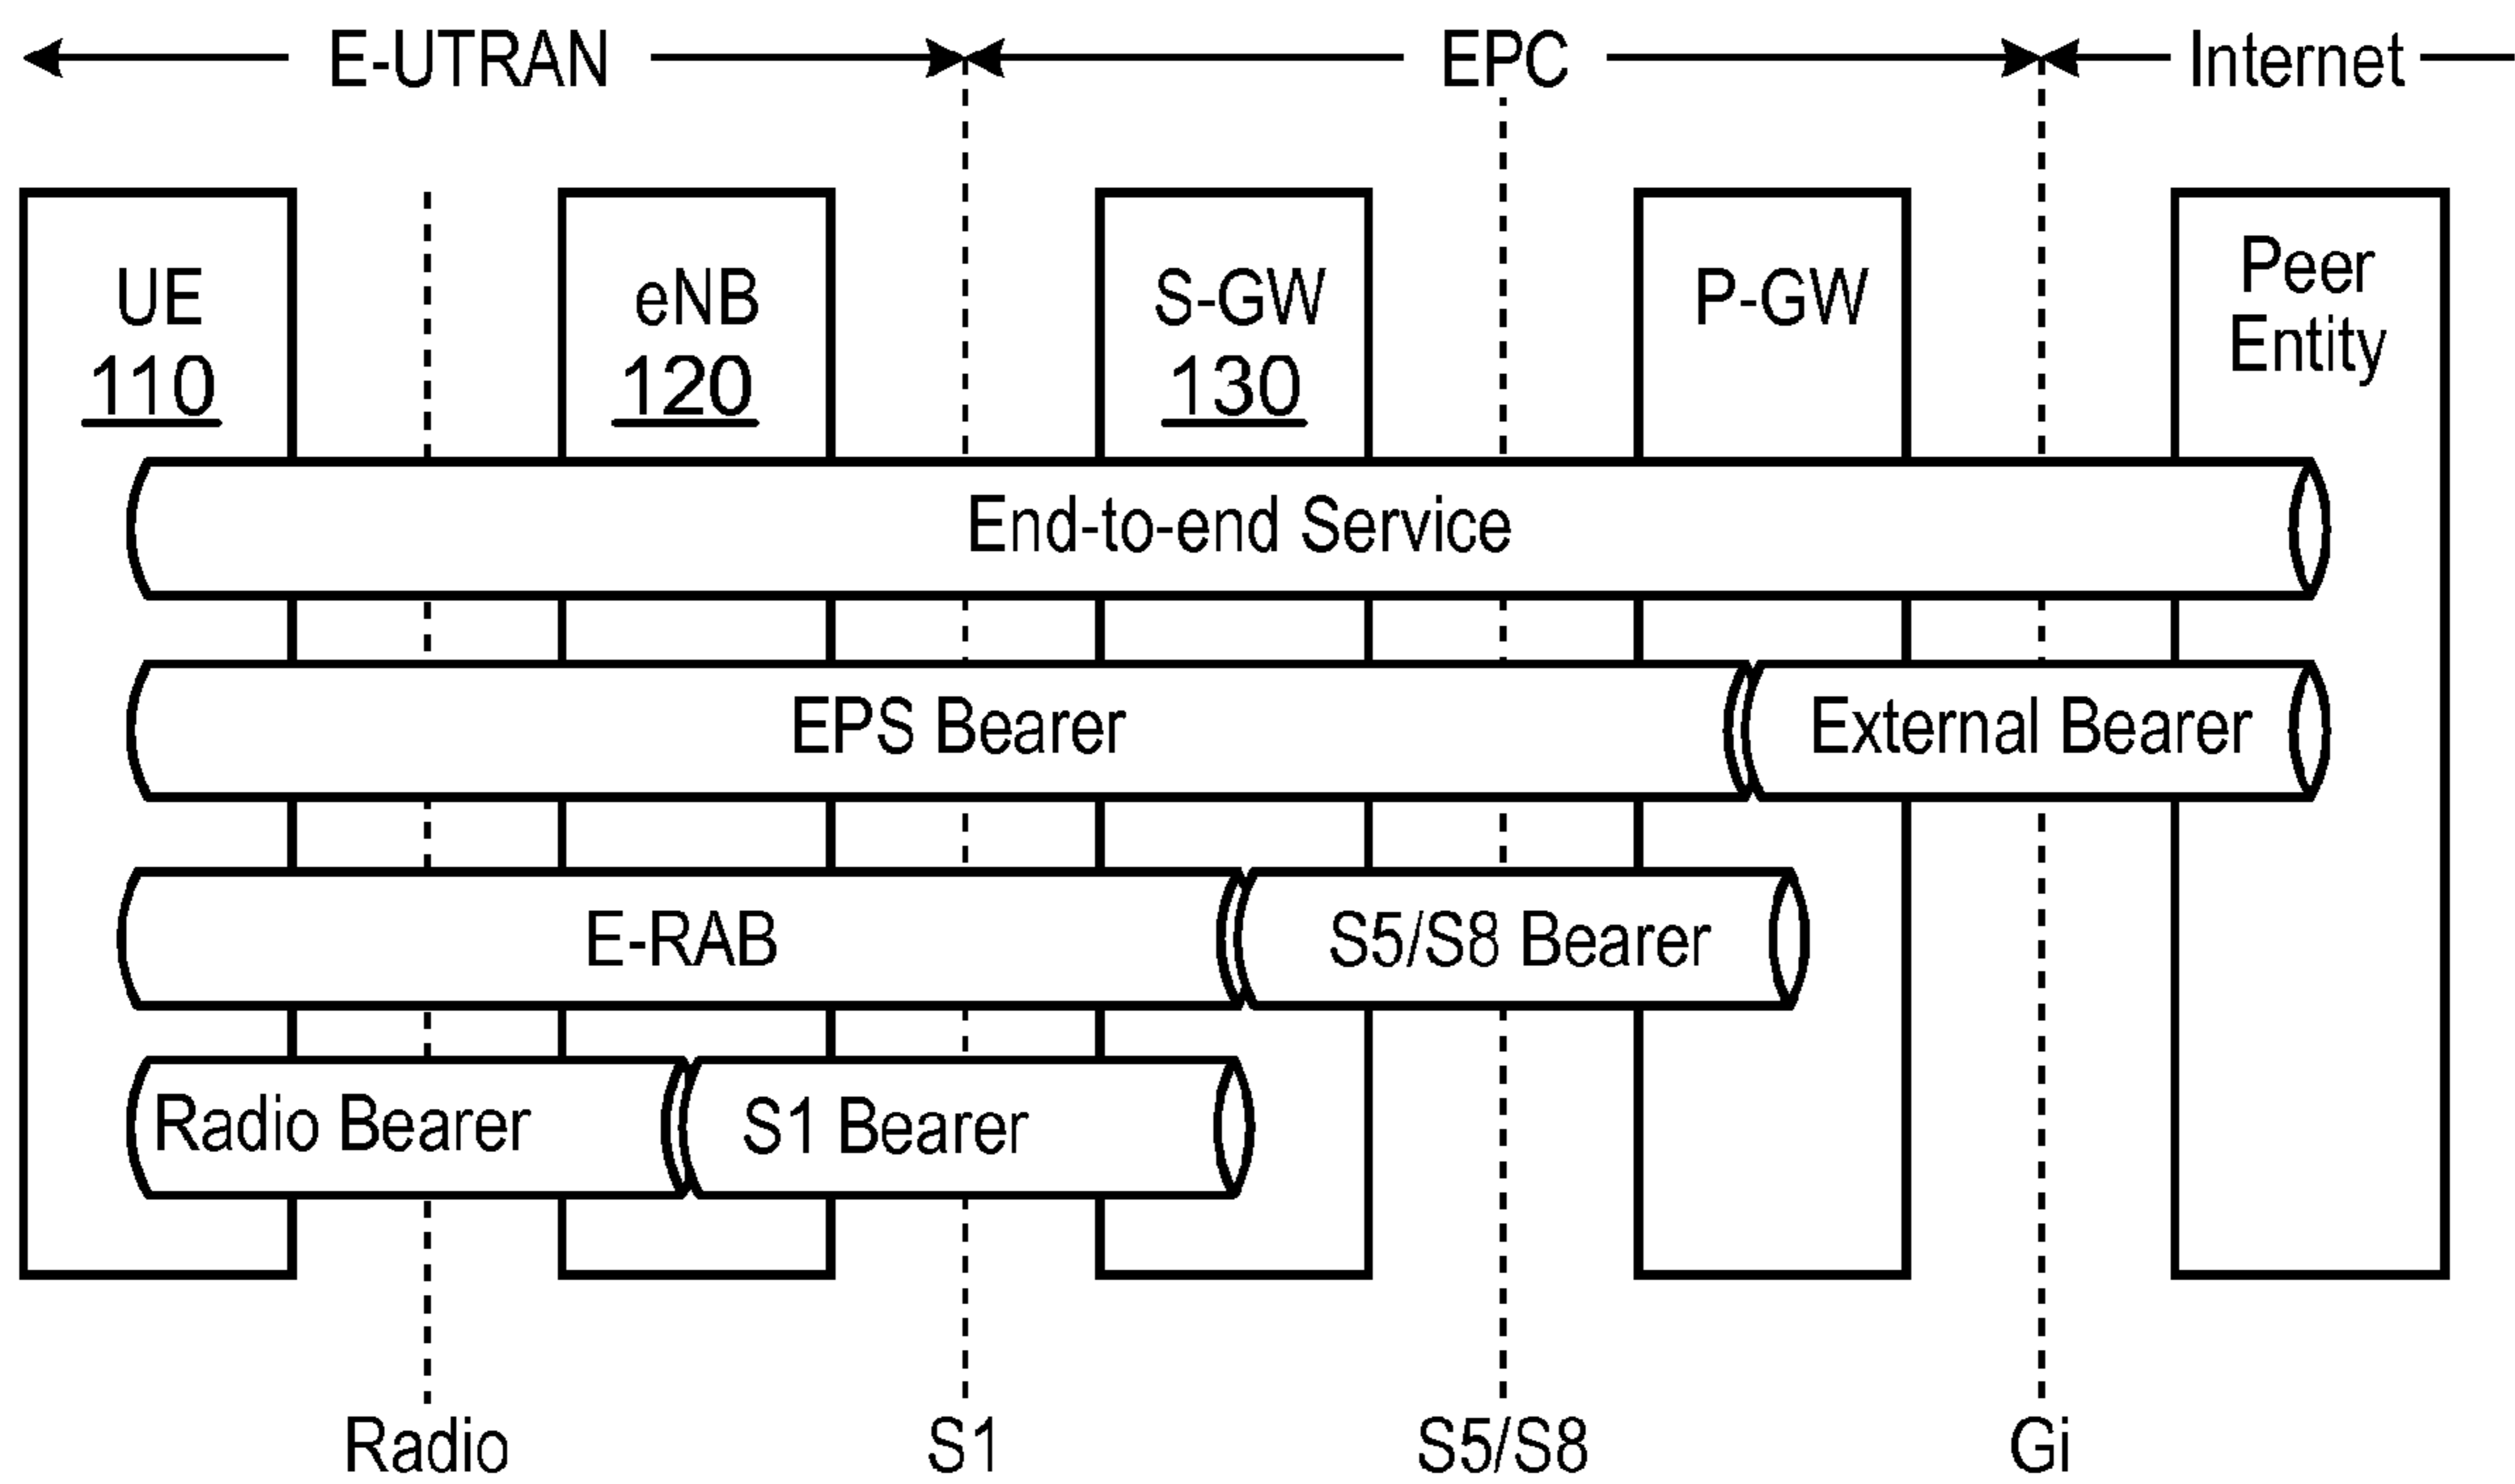 E-UTRAN EPC Internet
UE
110
eNB
120
S-GW
130
P-GW
Peer
Entity
End-to-end Service
EPS Bearer External Bearer
E-RAB S5/S8 Bearer
Radio Bearer S1 Bearer
Radio S1 S5/S8 Gi